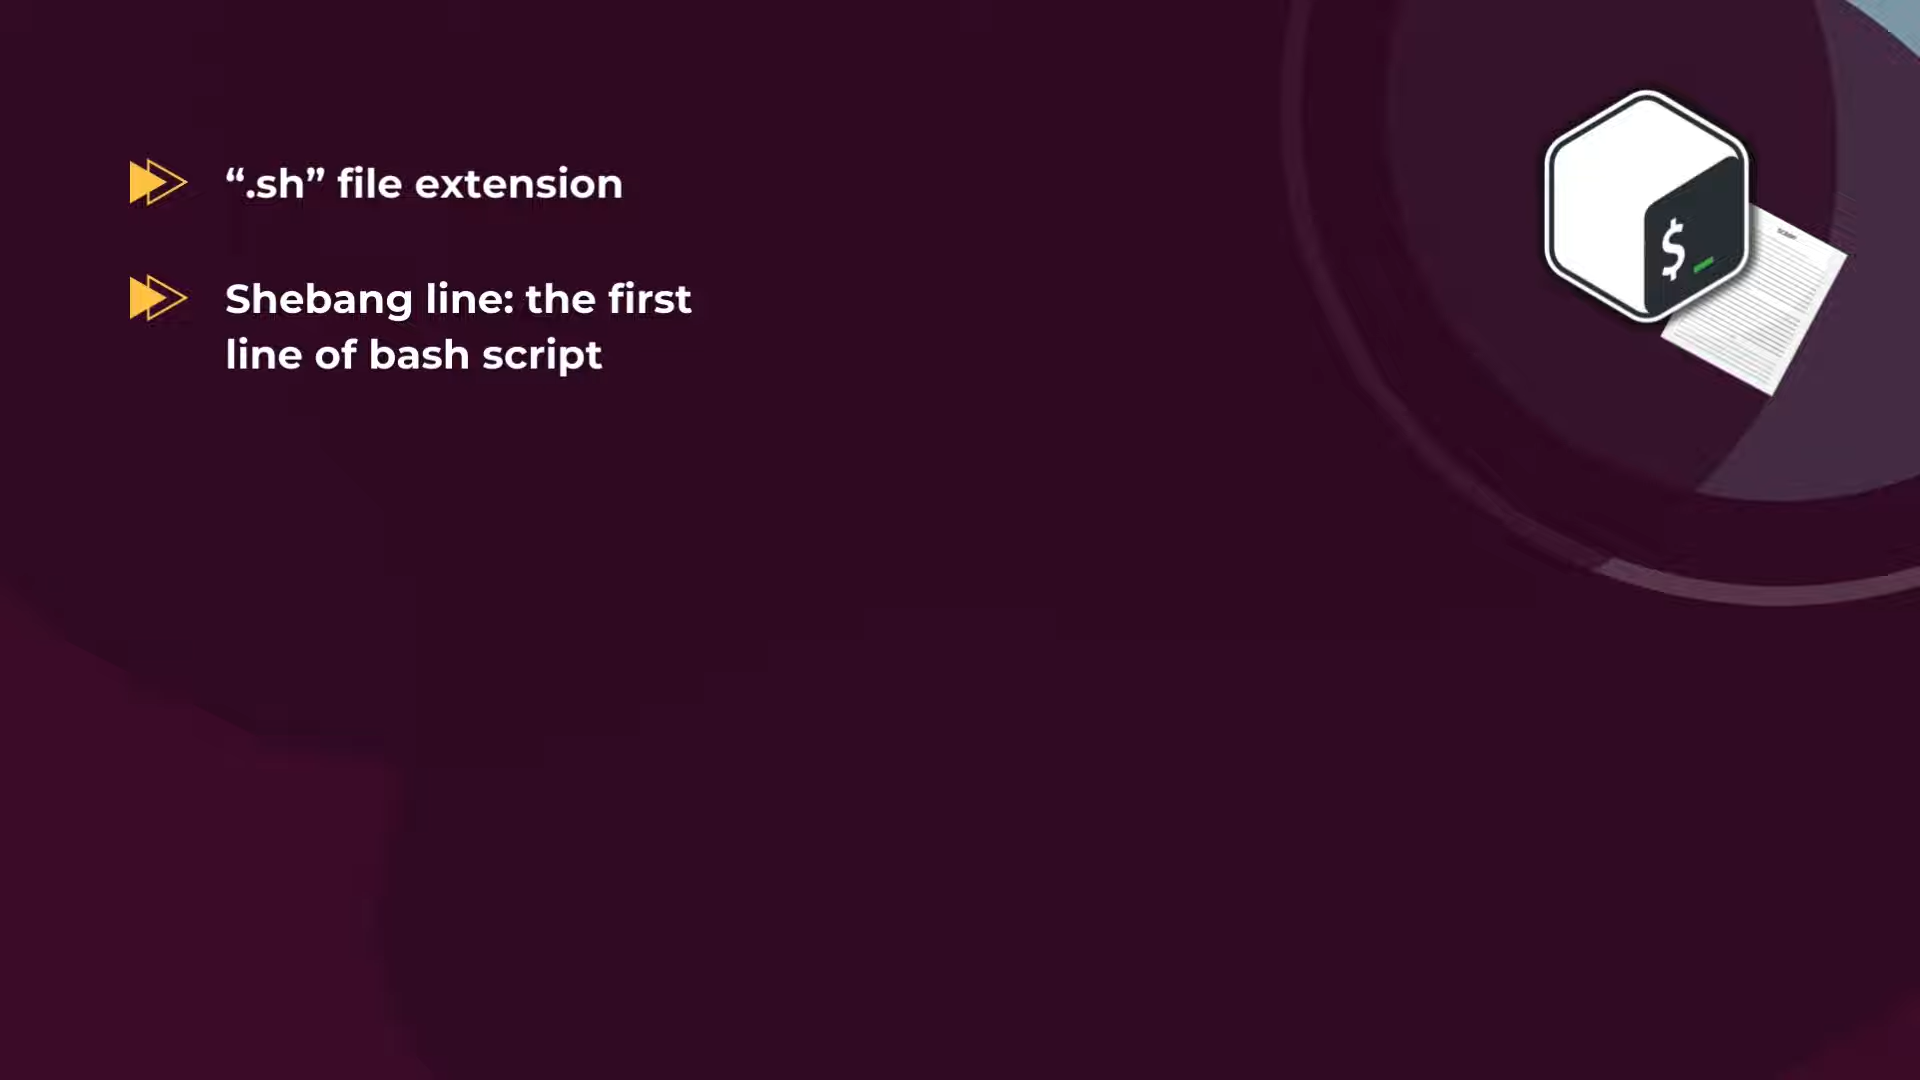 “.sh” file extension
Shebang line: the first
line of bash script
$_